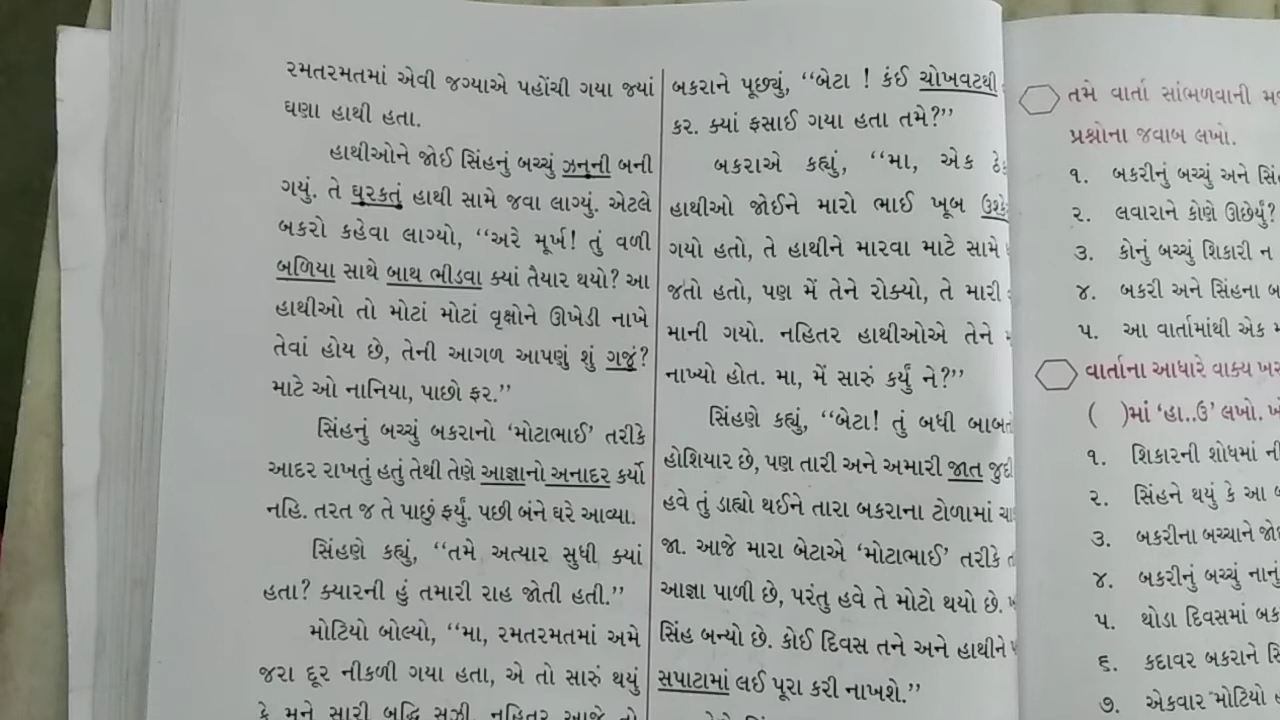 રમતરમતમાં એવી જગ્યાએ પહોંચી ગયા જ્યાં
ઘણા હાથી હતા.
હાથીઓને જોઈ સિંહનું બચ્ચું ઝનૂની બની
ગયું. તે ઘુરકતું હાથી સામે જવા લાગ્યું. એટલે
બકરો કહેવા લાગ્યો, “અરે મૂર્ખ! તું વળી
બળિયા સાથે બાથ ભીડવા ક્યાં તૈયાર થયો? આ
હાથીઓ તો મોટાં મોટાં વૃક્ષોને ઊખેડી નાખે
તેવાં હોય છે, તેની આગળ આપણું શું ગજું?
માટે ઓ નાનિયા, પાછો ફર.”
સિંહનું બચ્ચું બકરાનો ‘મોટાભાઈ’ તરીકે
આદર રાખતું હતું તેથી તેણે આજ્ઞાનો અનાદર કર્યો
નહિ. તરત જ તે પાછું ફર્યું. પછી બંને ઘરે આવ્યા.
સિંહણે કહ્યું, “તમે અત્યાર સુધી ક્યાં
હતા? ક્યારની હું તમારી રાહ જોતી હતી.”
મોટિયો બોલ્યો, “મા, રમતરમતમાં અમે
જરા દૂર નીકળી ગયા હતા, એ તો સારું થયું
કે મને સારી બુદ્ધિ સૂઝી, નહિતર આજે તો
બકરાને પૂછ્યું, “બેટા ! કંઈ ચોખવટથી
કર. ક્યાં ફસાઈ ગયા હતા તમે?”
બકરાએ કહ્યું, “મા, એક
હાથીઓ જોઈને મારો ભાઈ ખૂબ
ગયો હતો, તે હાથીને મારવા માટે સામે
જતો હતો, પણ મેં તેને રોક્યો, તે મારી
માની ગયો. નહિતર હાથીઓએ તેને
નાખ્યો હોત. મા, મેં સારું કર્યું ને?”
સિંહણે કહ્યું, “બેટા! તું બધી
હોશિયાર છે, પણ તારી અને અમારી જાત જુદી
હવે તું ડાહ્યો થઈને તારા બકરાના ટોળામાં
જા. આજે મારા બેટાએ ‘મોટાભાઈ’ તરીકે
આજ્ઞા પાળી છે, પરંતુ હવે તે મોટો થયો છે.
સિંહ બન્યો છે. કોઈ દિવસ તને અને હાથીને
સપાટામાં લઈ પૂરા કરી નાખશે.”
તમે વાર્તા સાંભળવાની
પ્રશ્નોના જવાબ લખો.
૧. બકરીનું બચ્ચું અને
૨. લવારાને કોણે ઊછેર્યું?
૩. કોનું બચ્ચું શિકારી ન
૪. બકરી અને સિંહના
૫. આ વાર્તામાંથી એક
વાર્તાના આધારે વાક્ય
( )માં ‘હા..ઉ’ લખો.
૧. શિકારની શોધમાં
૨. સિંહને થયું કે આ
૩. બકરીના બચ્ચાને
૪. બકરીનું બચ્ચું નાનું
૫. થોડા દિવસમાં
૬. કદાવર બકરાને
૭. એકવાર મોટિયો